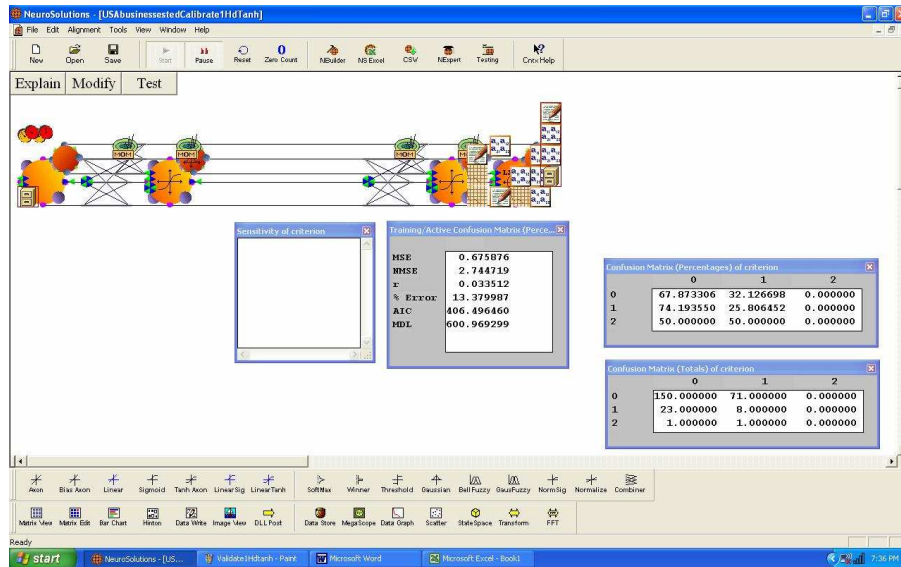 NeuroSolutions - [USAbusinessestedCalibrate1HdTanh]
File Edit Alignment Tools View Window Help
New Open Save Start Pause Reset Zero Count NBuilder NS Excel CSV NExpert Testing Cntx Help
Explain Modify Test
MOM MOM MOM MOM
Sensitivity of criterion
Training/Active Confusion Matrix (Perce...
MSE 0.675876
NMSE 2.744719
r 0.033512
% Error 13.379987
AIC 406.496460
MDL 600.969299
Confusion Matrix (Percentages) of criterion
0 1 2
0 67.873306 32.126698 0.000000
1 74.193550 25.806452 0.000000
2 50.000000 50.000000 0.000000
Confusion Matrix (Totals) of criterion
0 1 2
0 150.000000 71.000000 0.000000
1 23.000000 8.000000 0.000000
2 1.000000 1.000000 0.000000
Axon Bias Axon Linear Sigmoid Tanh Axon Linear Sig LinearTanh SoftMax Winner Threshold Gaussian Bell Fuzzy GausFuzzy NormSig Normalize Combiner
Matrix View Matrix Edit Bar Chart Hinton Data Write Image View DLL Post Data Store MegaScope Data Graph Scatter State Space Transform FFT
Ready
start NeuroSolutions - [US... Validate1Hdtanh - Paint Microsoft Word Microsoft Excel - Book1 7:36 PM